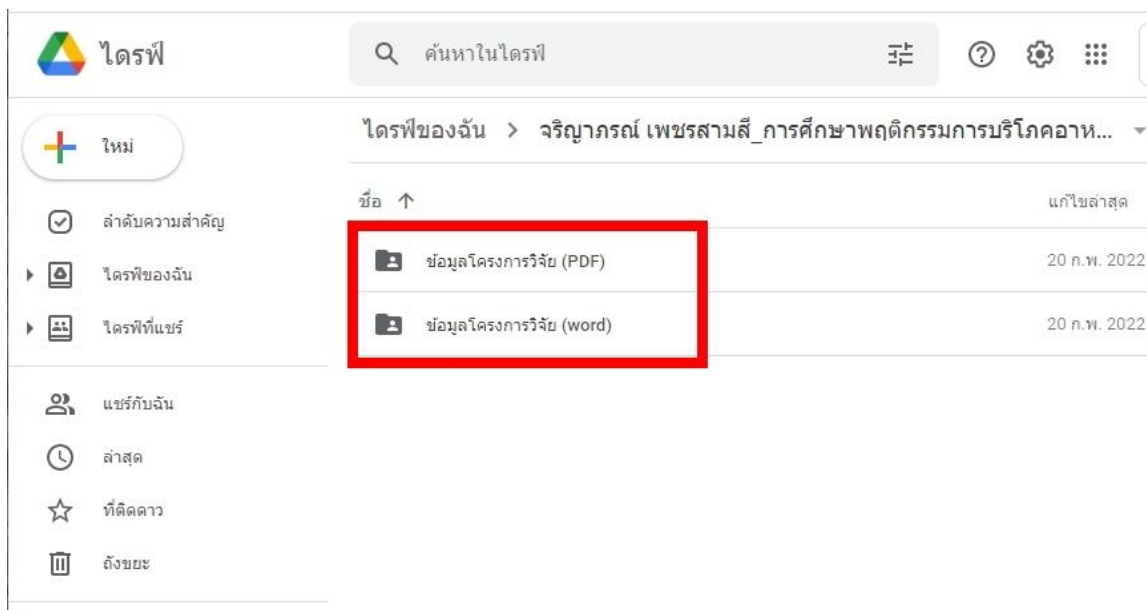 ไดรฟ์
ค้นหาในไดรฟ์
ใหม่
ไดรฟ์ของฉัน > จริญาภรณ์ เพชรสามสี_การศึกษาพฤติกรรมการบริโภคอาห...
ชื่อ
แก้ไขล่าสุด
ลำดับความสำคัญ
ไดรฟ์ของฉัน
ไดรฟ์ที่แชร์
แชร์กับฉัน
ล่าสุด
ที่ติดดาว
ถังขยะ
ข้อมูลโครงการวิจัย (PDF)
20 ก.พ. 2022
ข้อมูลโครงการวิจัย (word)
20 ก.พ. 2022